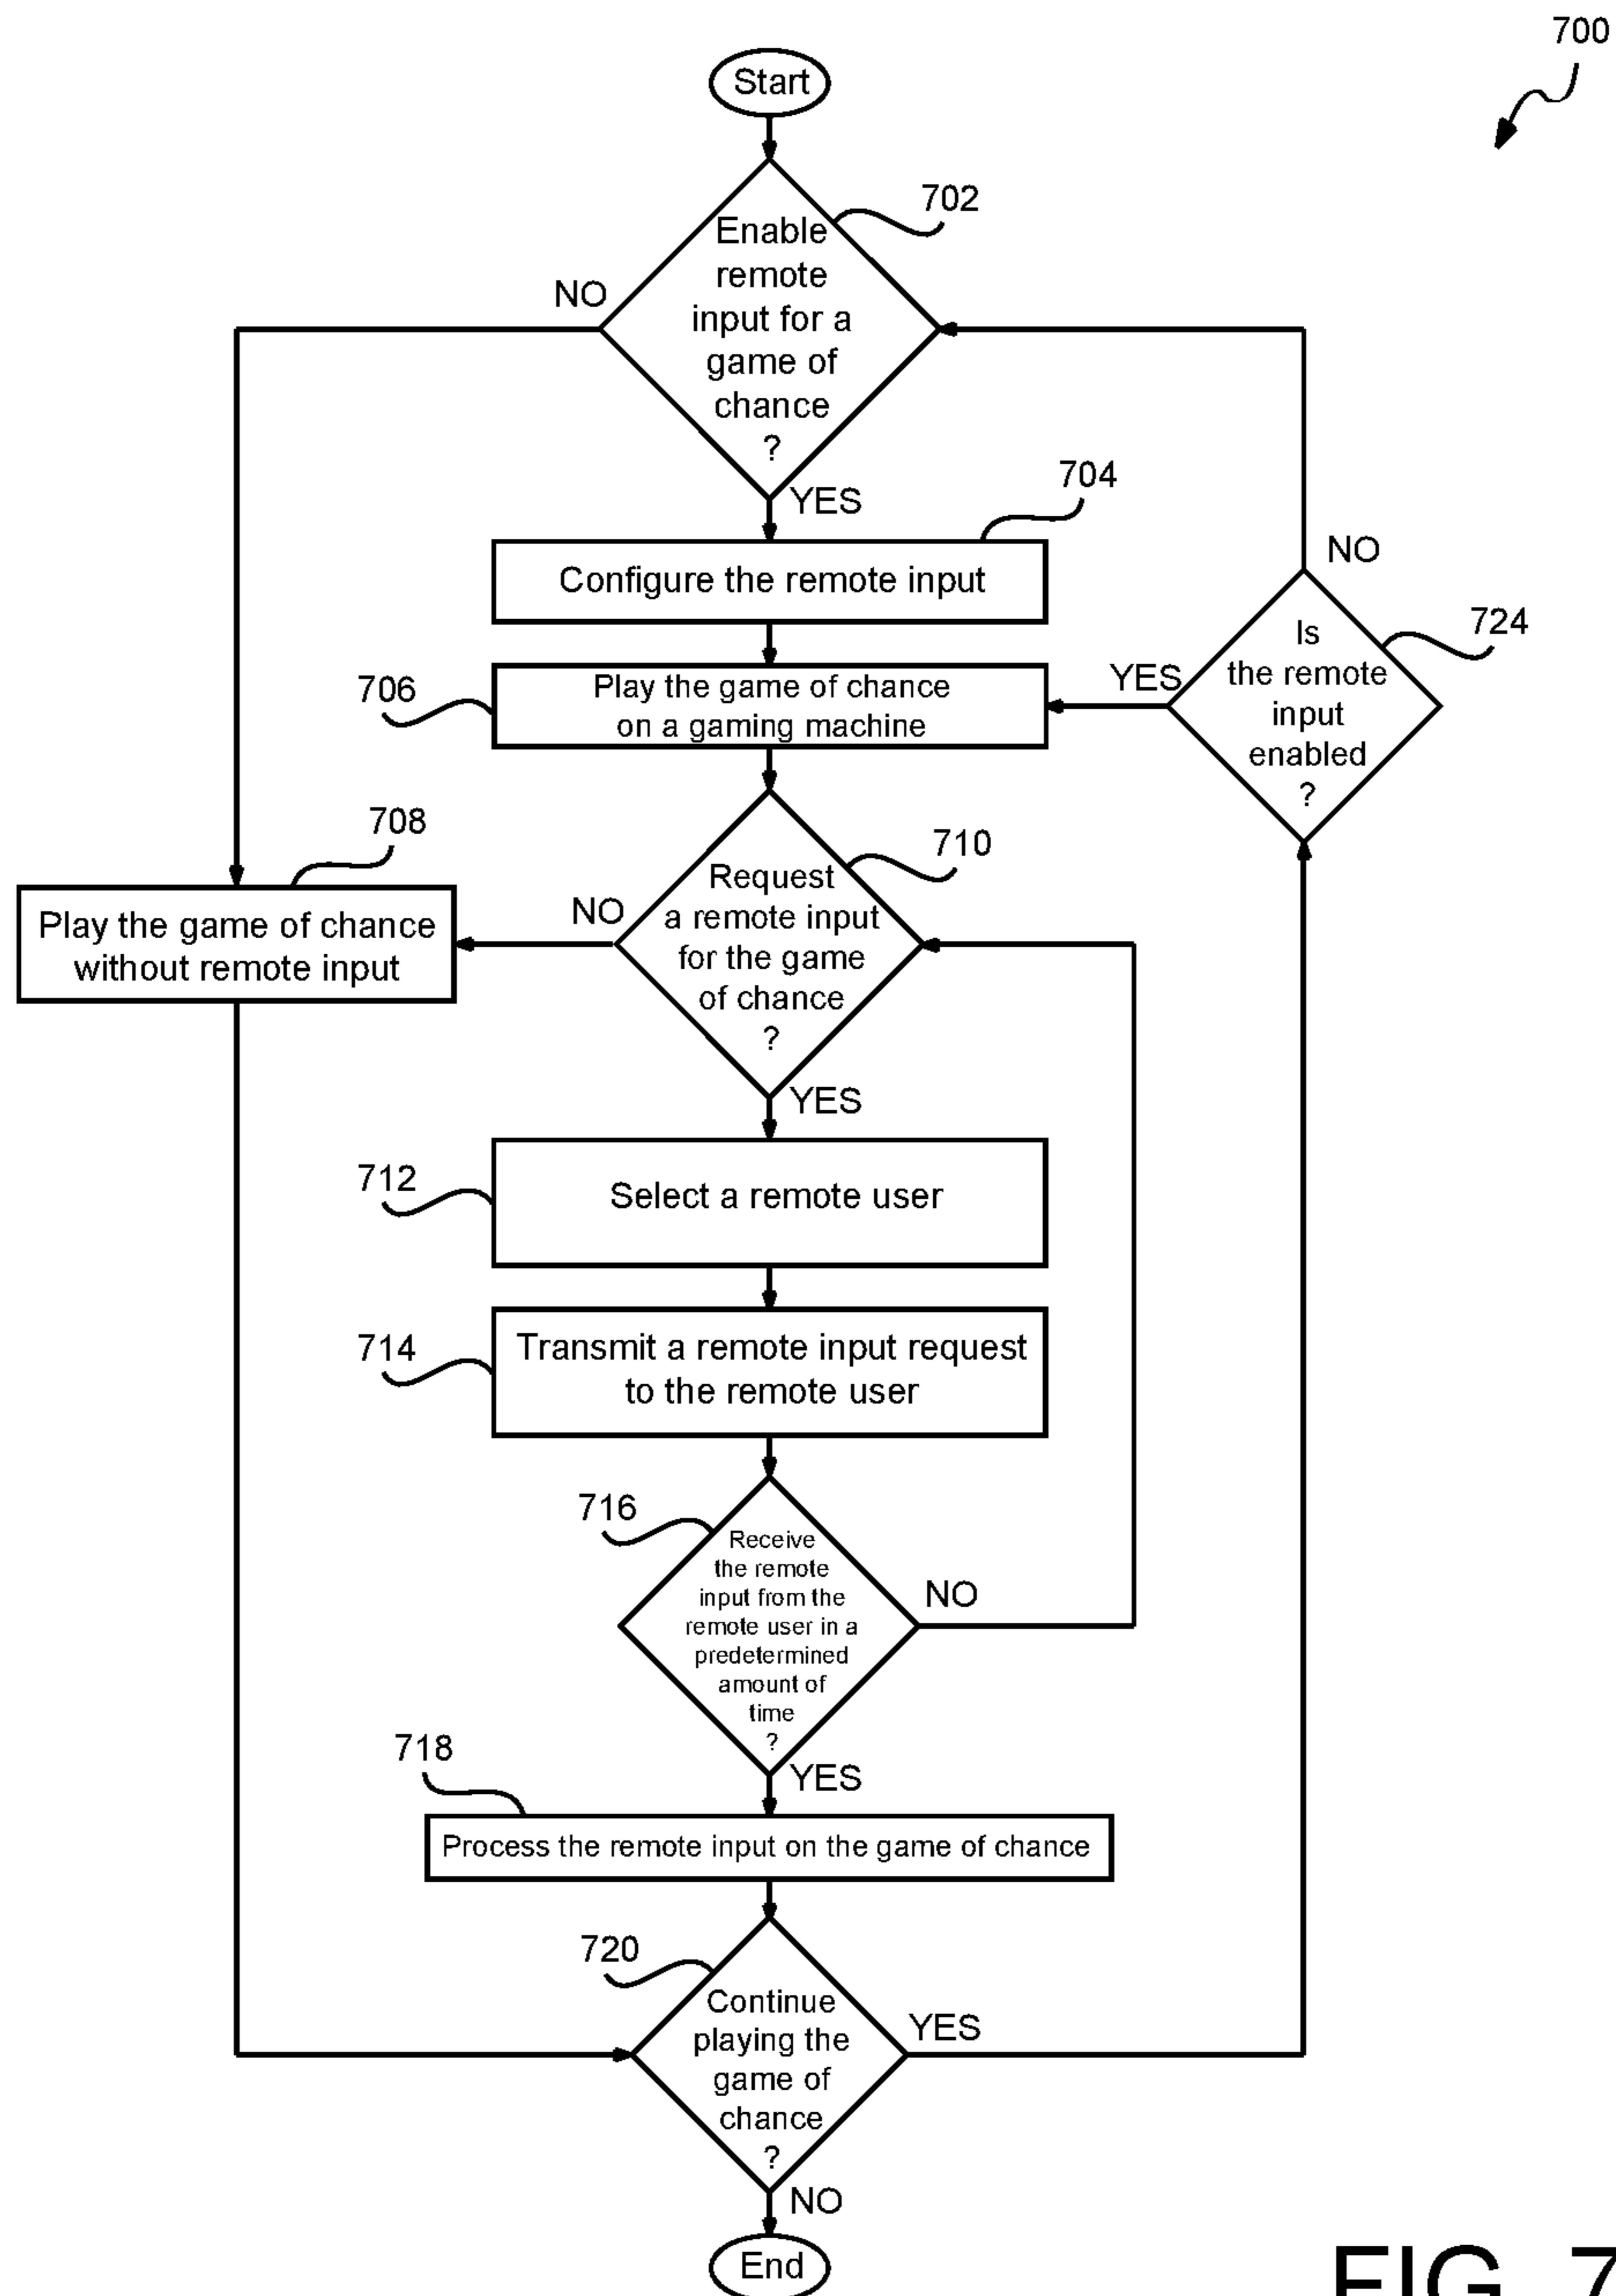 700
Start
702
Enable
remote
input for a
game of
chance
?
NO
YES
704
Configure the remote input
NO
724
Is
the remote
input
enabled
?
YES
706
Play the game of chance
on a gaming machine
708
Play the game of chance
without remote input
710
Request
a remote input
for the game
of chance
?
NO
YES
712
Select a remote user
714
Transmit a remote input request
to the remote user
716
Receive
the remote
input from the
remote user in a
predetermined
amount of
time
?
NO
YES
718
Process the remote input on the game of chance
720
Continue
playing the
game of
chance
?
YES
NO
End
FIG. 7